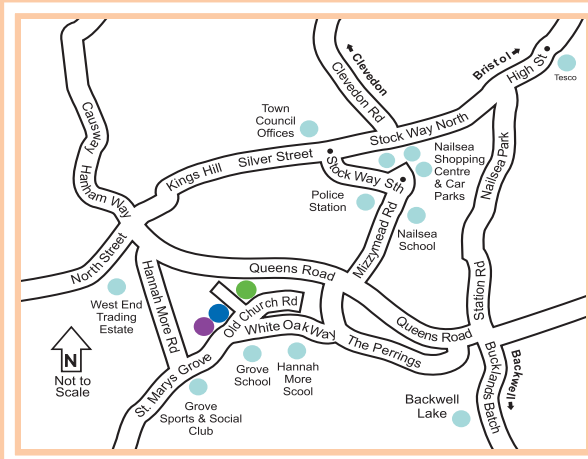 Clevedon
Clevedon Rd
Bristol
High St
Tesco
Causway
Hanham Way
Town
Council
Offices
Stock Way North
Kings Hill
Silver Street
Stock Way Sth
Nailsea
Shopping
Centre
& Car
Parks
Nailsea Park
Police
Station
Mizzymead Rd
Nailsea
School
North Street
Hannah More Rd
Queens Road
Station Rd
West End
Trading
Estate
Old Church Rd
White Oak Way
The Perrings
Queens Road
N
Not to
Scale
St. Marys Grove
Grove
School
Hannah
More
Scool
Grove
Sports & Social
Club
Backwell
Lake
Bucklands Batch
Backwell